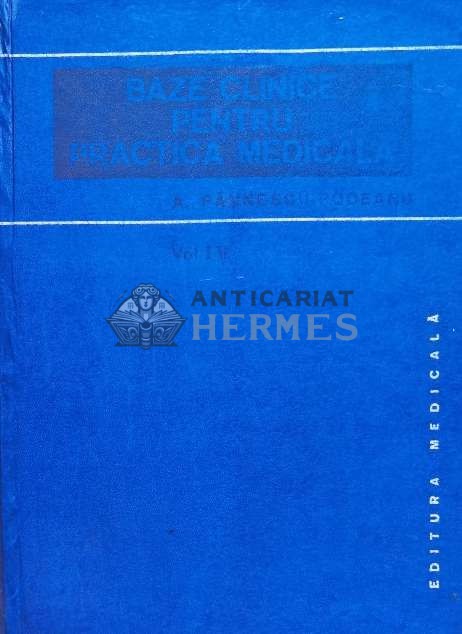 BAZE CLINICE
PENTRU
PRACTICA MEDICALĂ
A. PĂUNESCU-PODEANU
Vol. IV
ANTICARIAT
HERMES
EDITURA MEDICALĂ